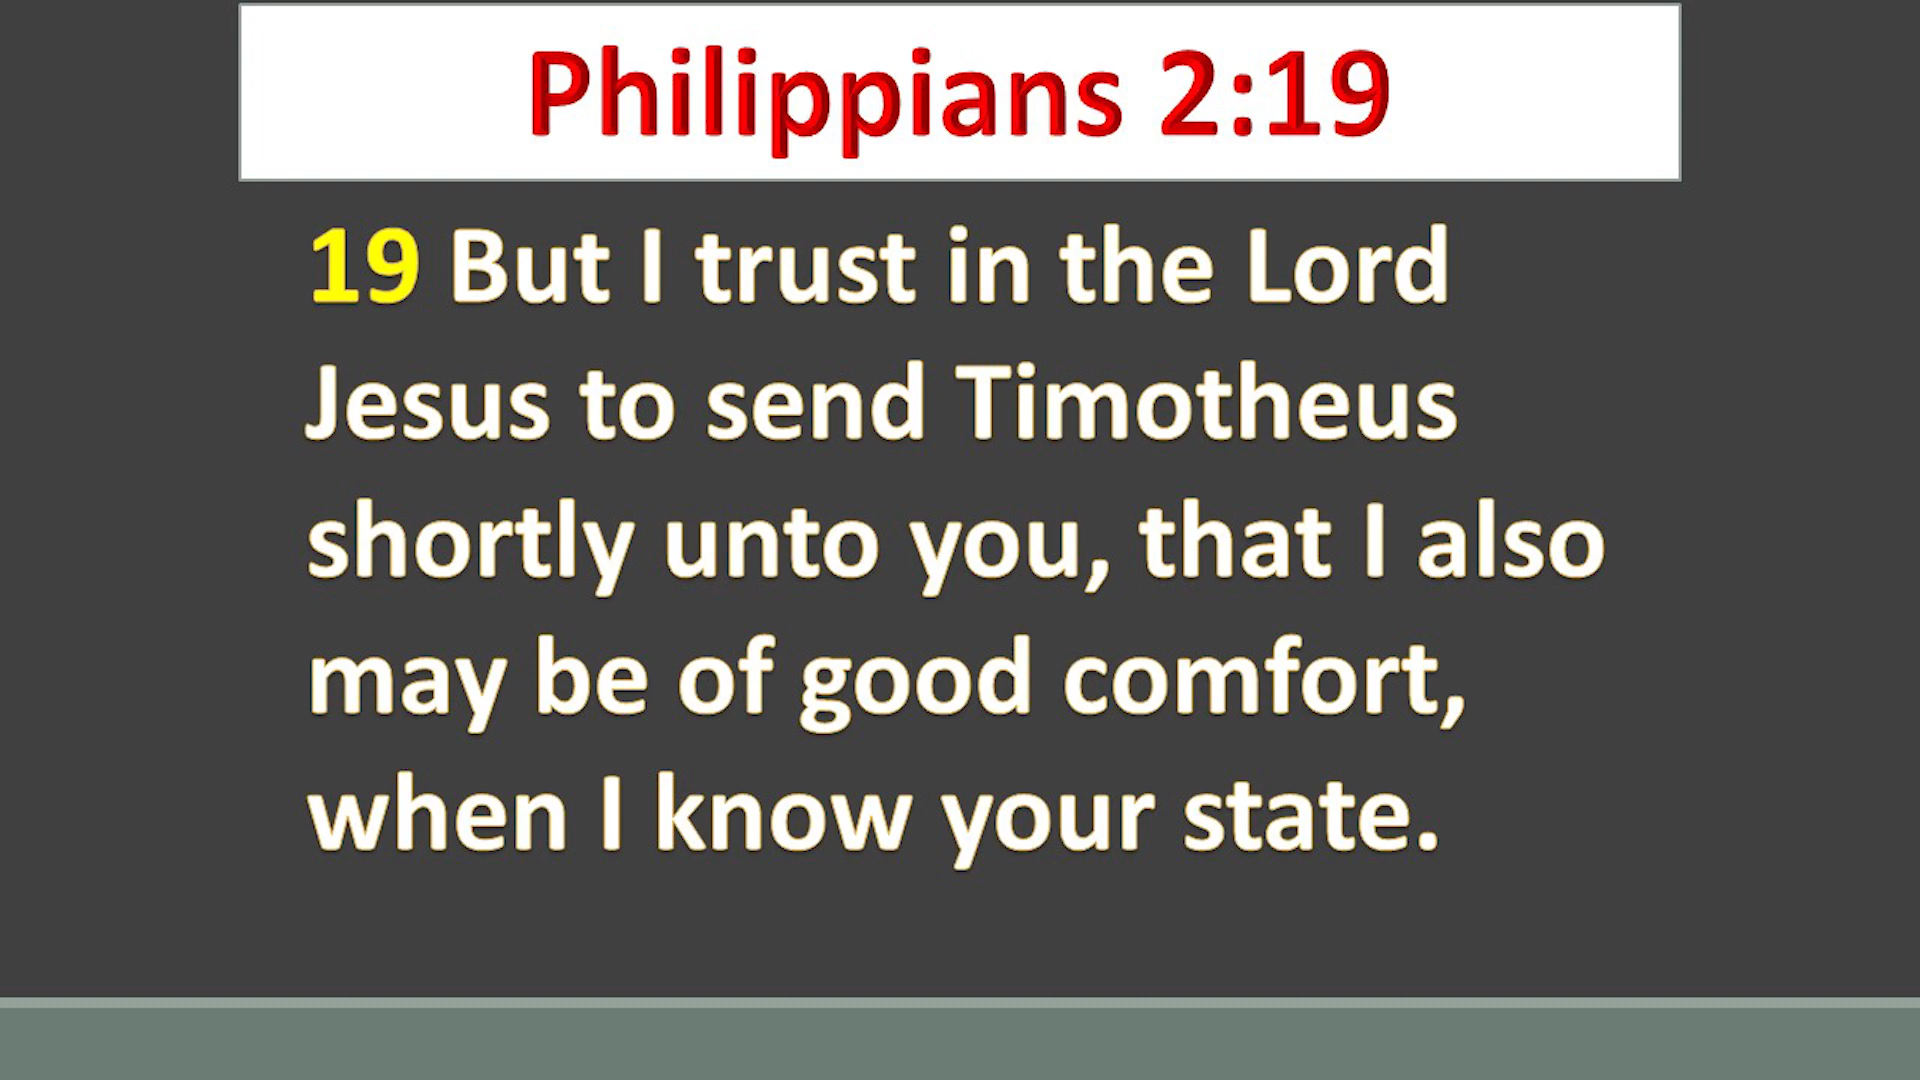 Philippians 2:19
19 But I trust in the Lord
Jesus to send Timotheus
shortly unto you, that I also
may be of good comfort,
when I know your state.